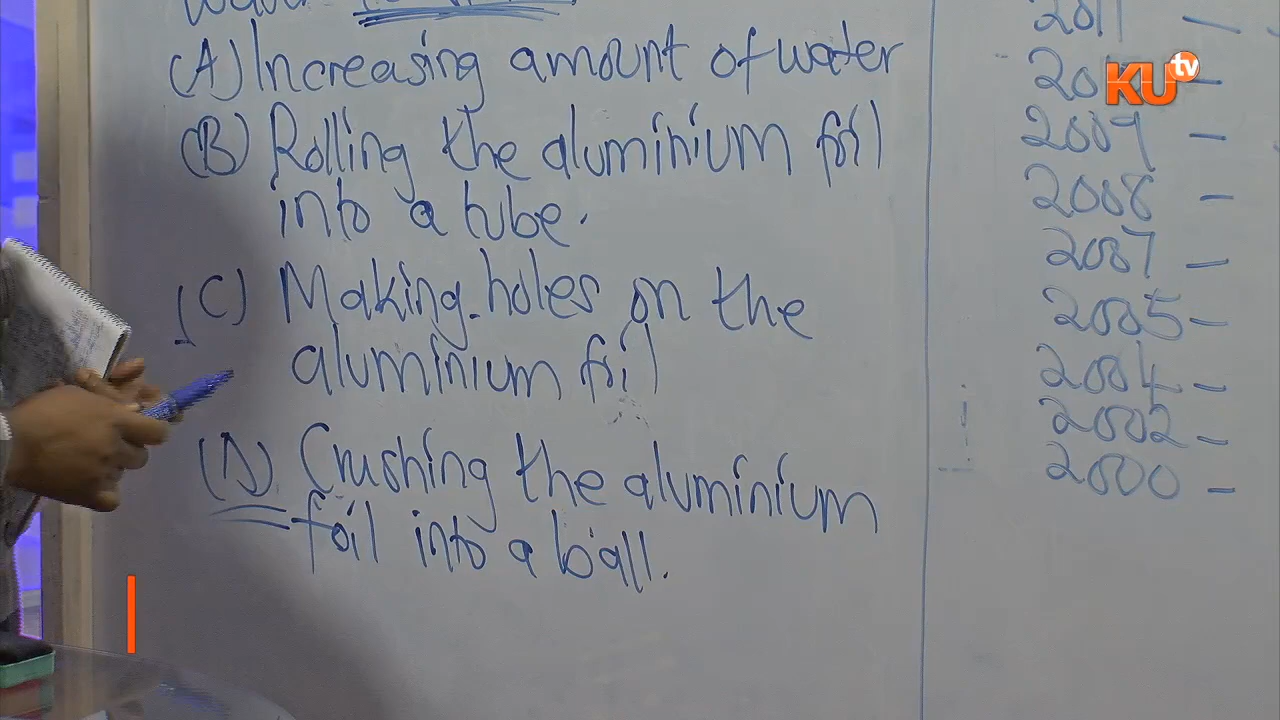 (A) Increasing amount of water
(B) Rolling the aluminium foil
into a tube.
(C) Making holes on the
aluminium foil
(D) Crushing the aluminium
foil into a ball.
2011 -
20 -
2009 -
2008 -
2007 -
2005 -
2004 -
2002 -
2000 -
KU tv